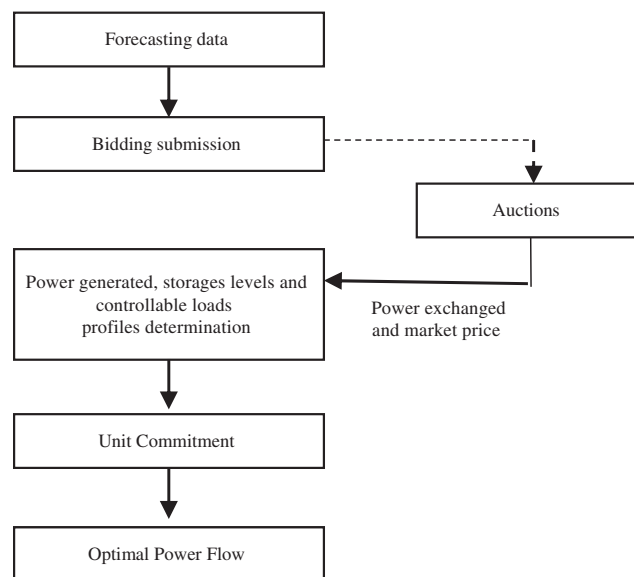 Forecasting data
Bidding submission
Auctions
Power generated, storages levels and
controllable loads
profiles determination
Power exchanged
and market price
Unit Commitment
Optimal Power Flow